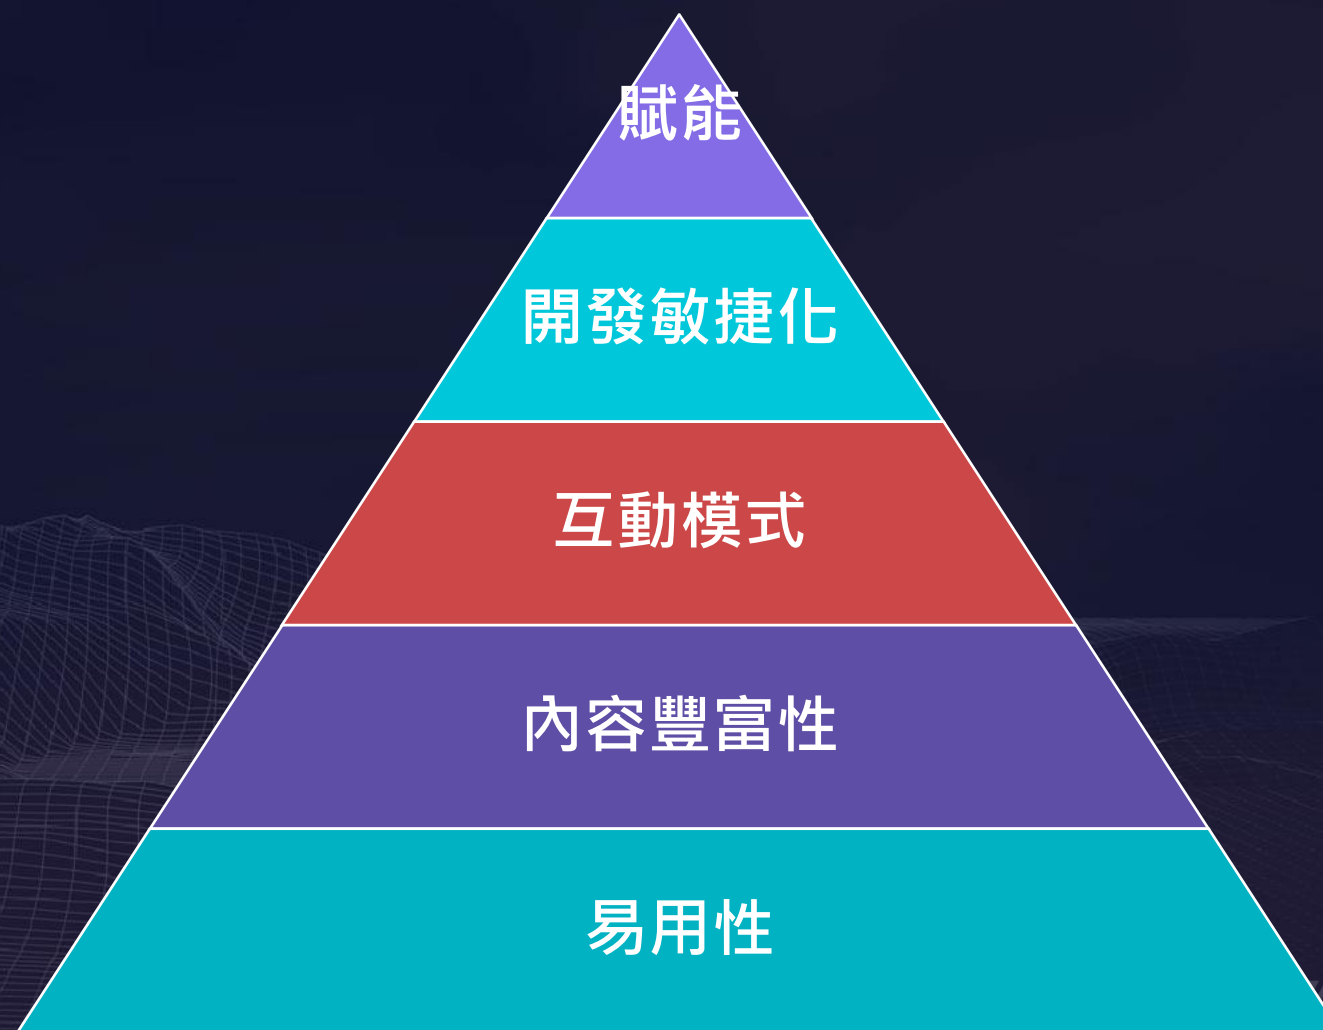 賦能
開發敏捷化
互動模式
內容豐富性
易用性